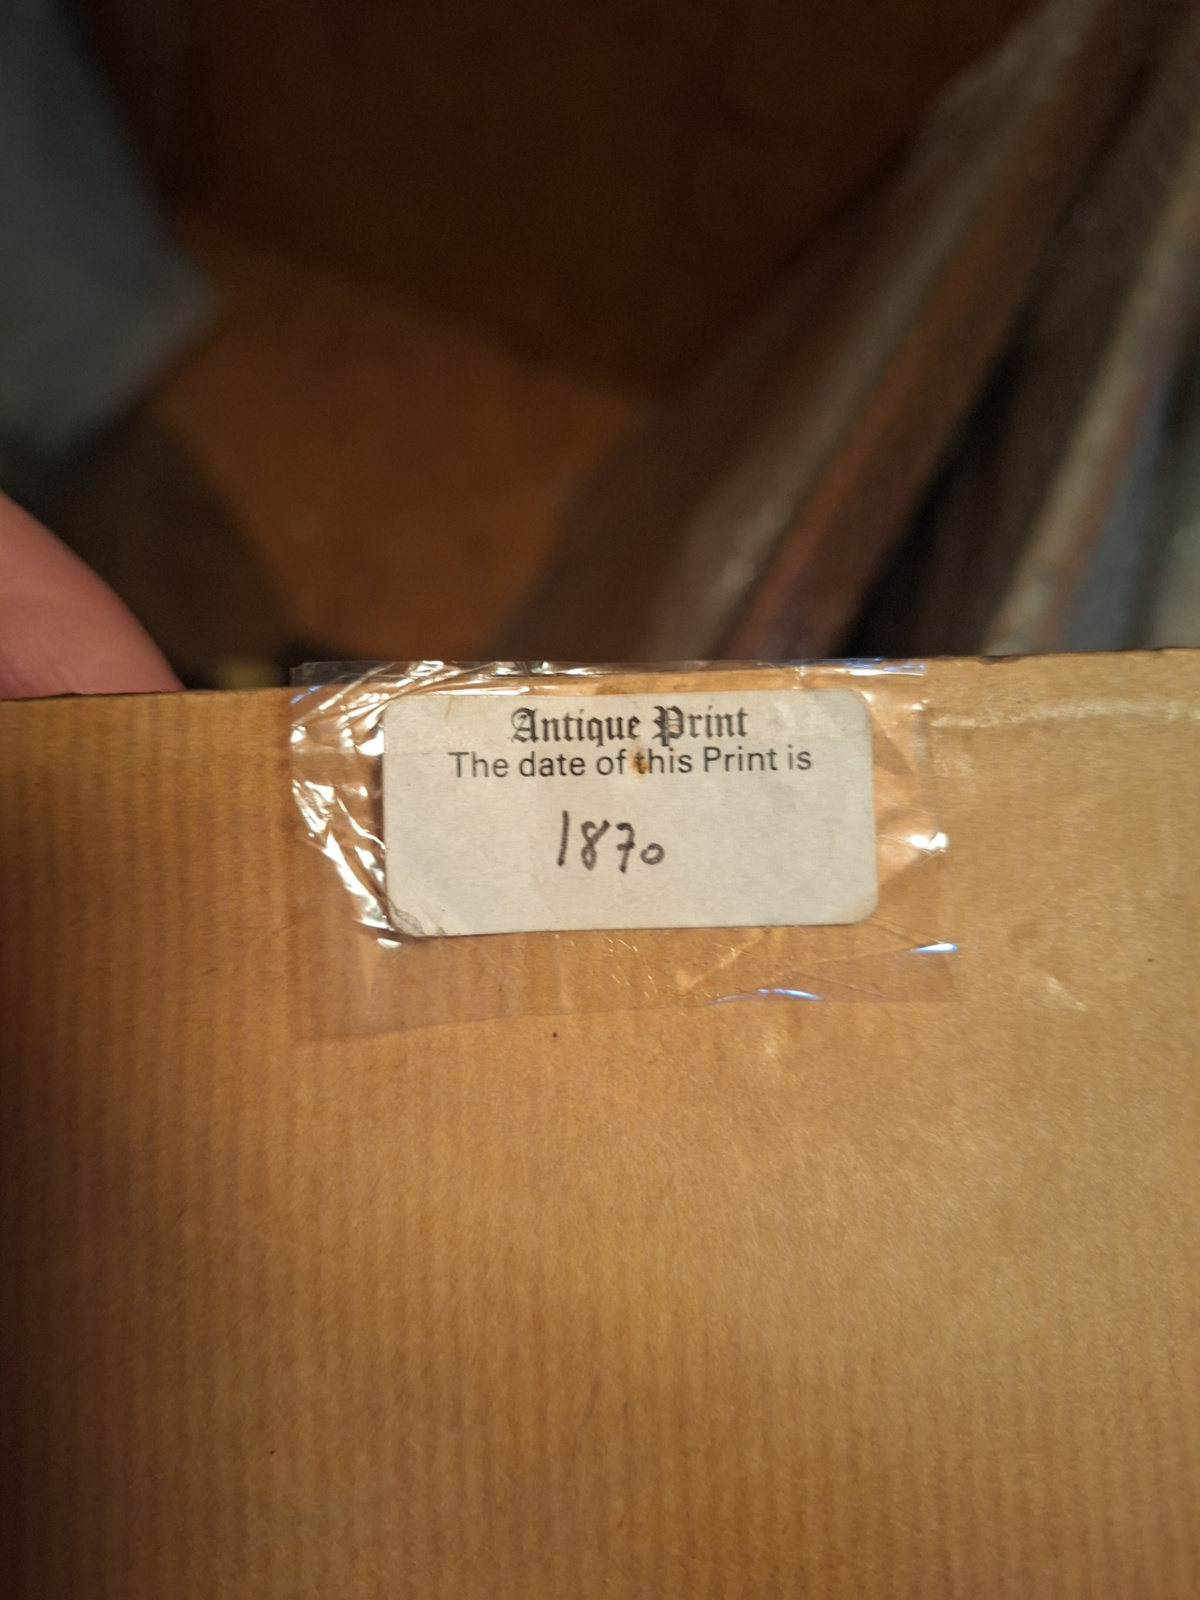 Antique Print
The date of this Print is
1870